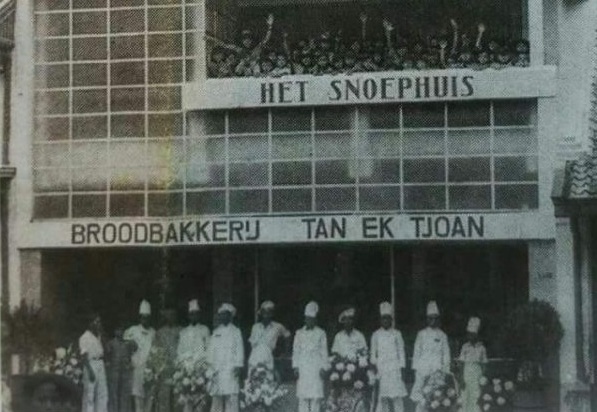 HET SNOEPHUIS
BROODBAKKERIJ TAN EK TJOAN